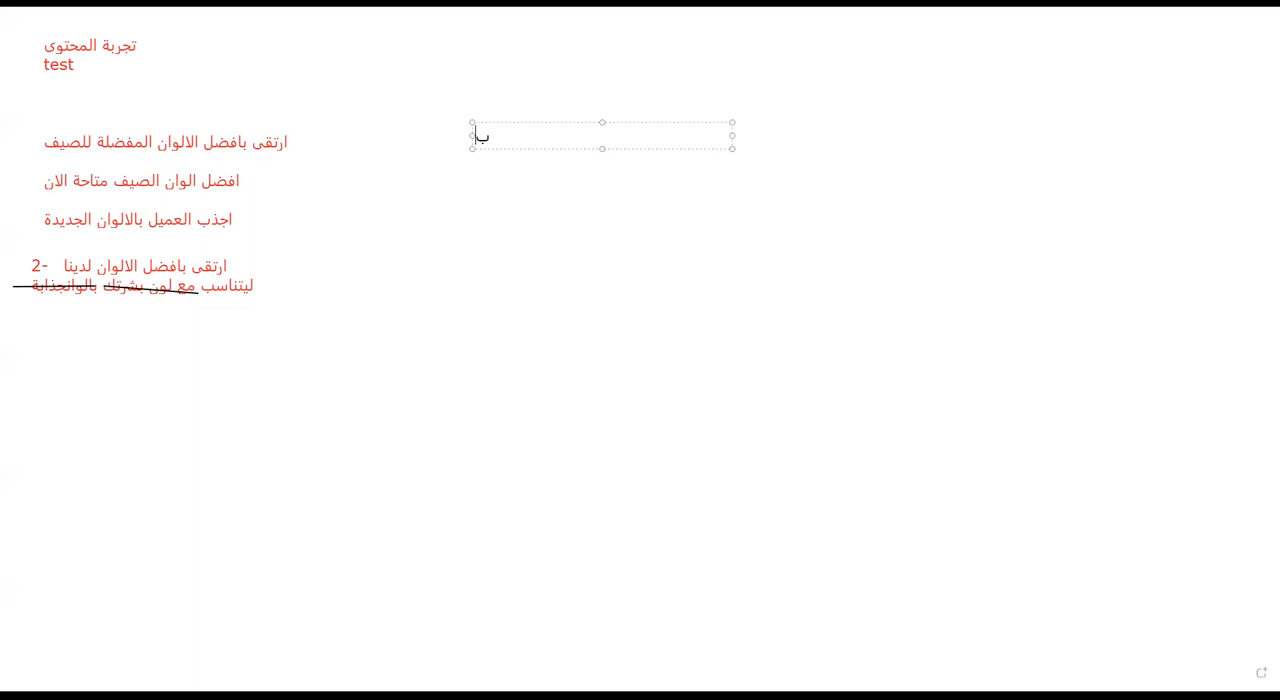 تجربة المحتوى
test
ارتقى بافضل الالوان المفضلة للصيف
ب
افضل الوان الصيف متاحة الان
اجذب العميل بالالوان الجديدة
2- ارتقى بافضل الالوان لدينا
ليتناسب مع لون بشرتك بالوانجذابة